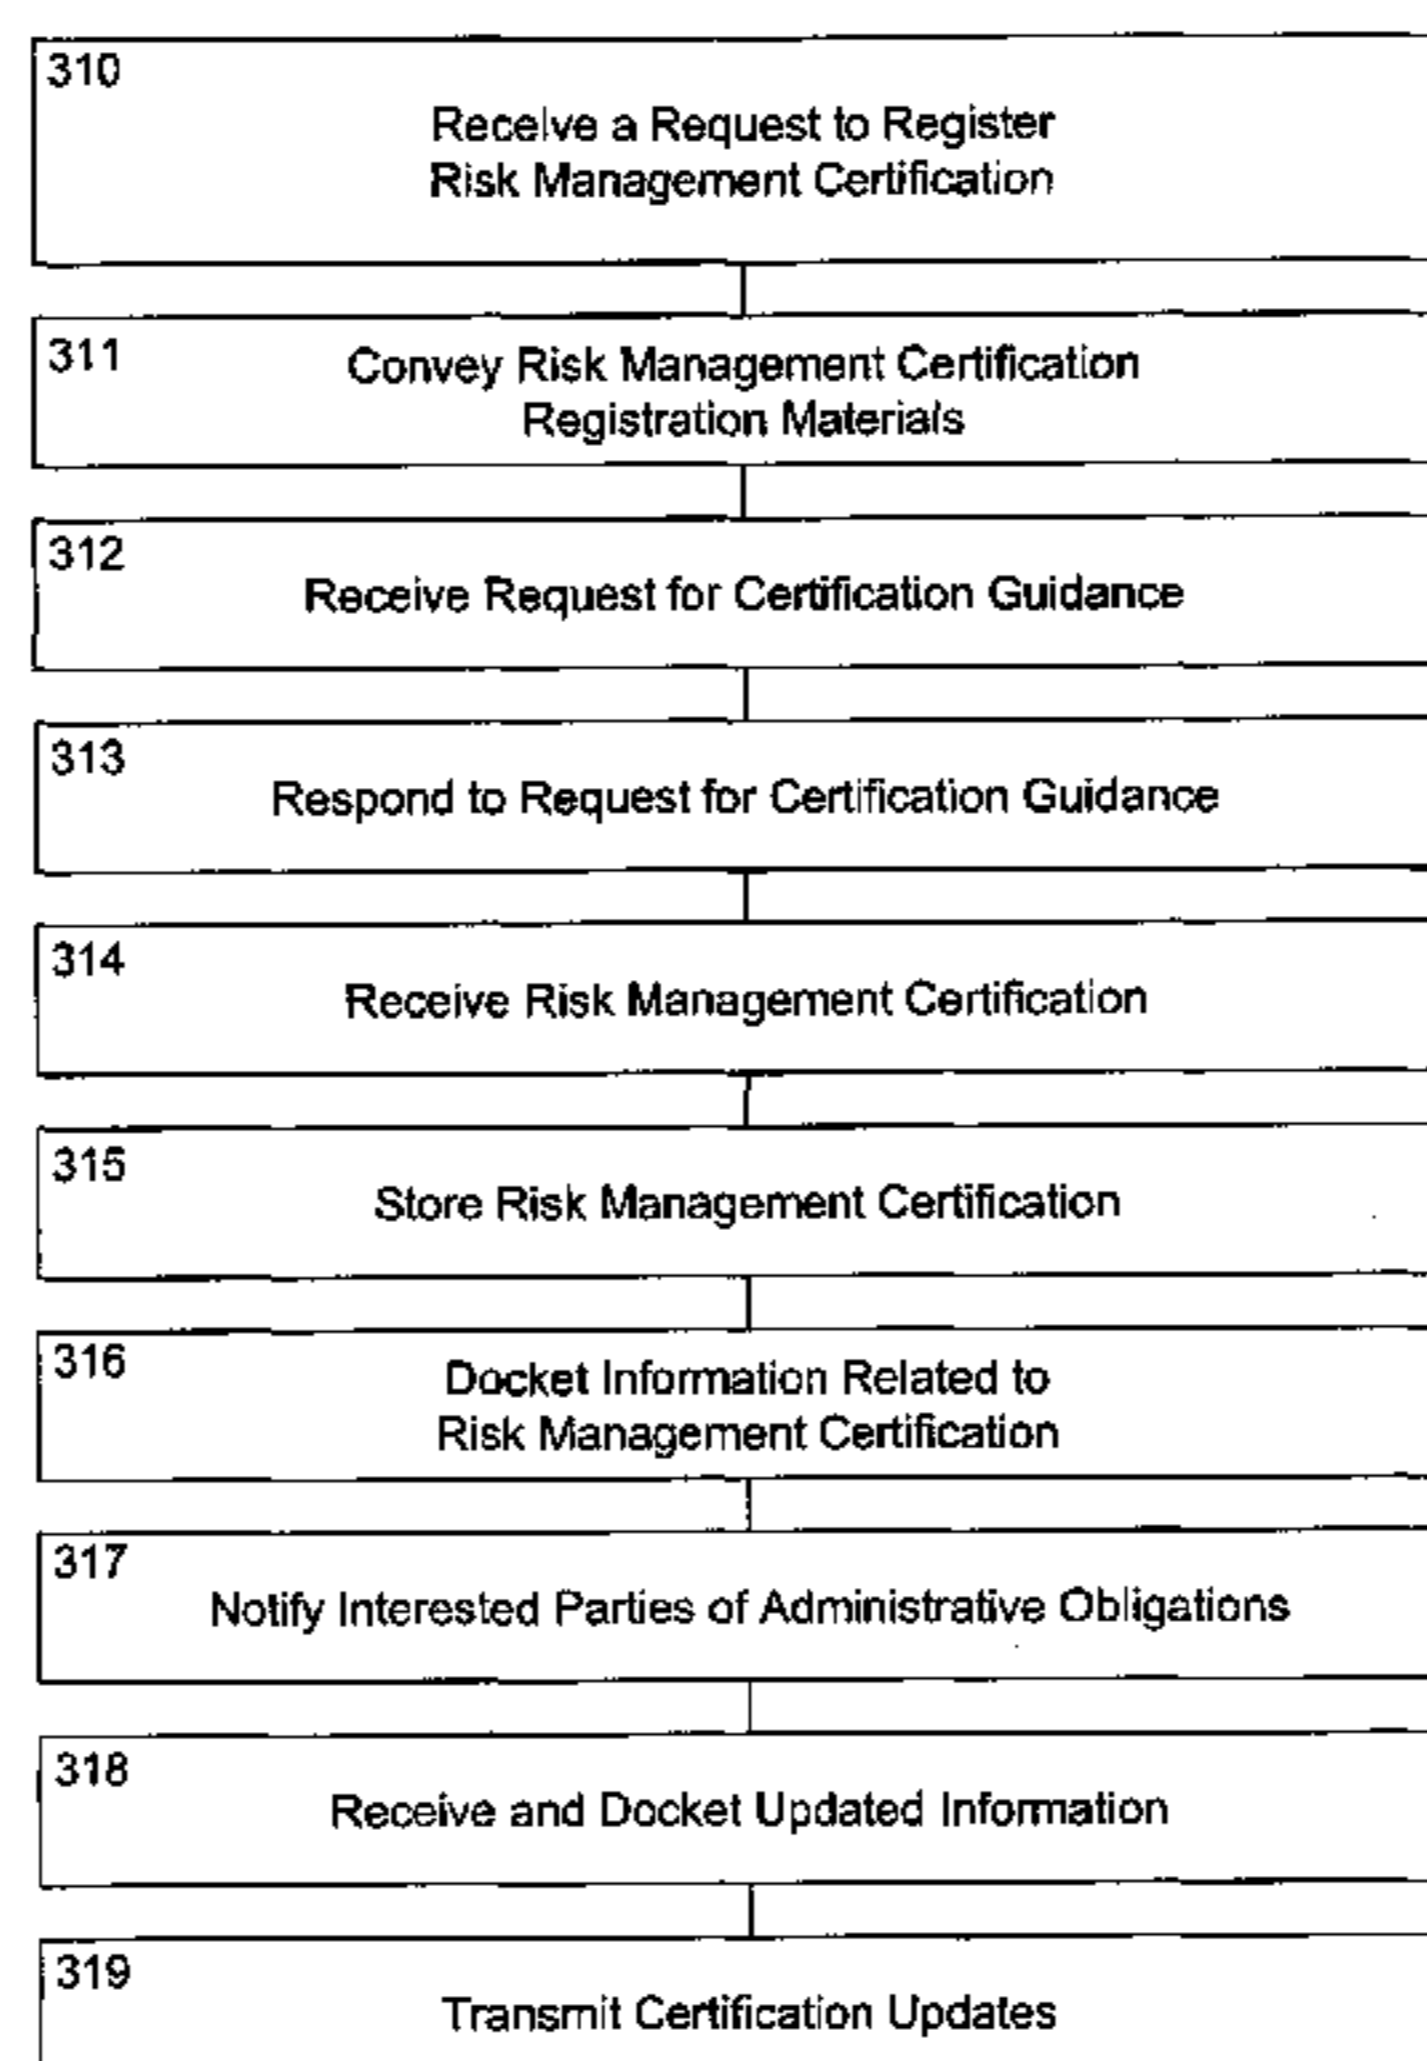 310
Receive a Request to Register
Risk Management Certification
311
Convey Risk Management Certification
Registration Materials
312
Receive Request for Certification Guidance
313
Respond to Request for Certification Guidance
314
Receive Risk Management Certification
315
Store Risk Management Certification
316
Docket Information Related to
Risk Management Certification
317
Notify Interested Parties of Administrative Obligations
318
Receive and Docket Updated Information
319
Transmit Certification Updates